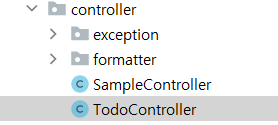 controller
exception
formatter
SampleController
TodoController